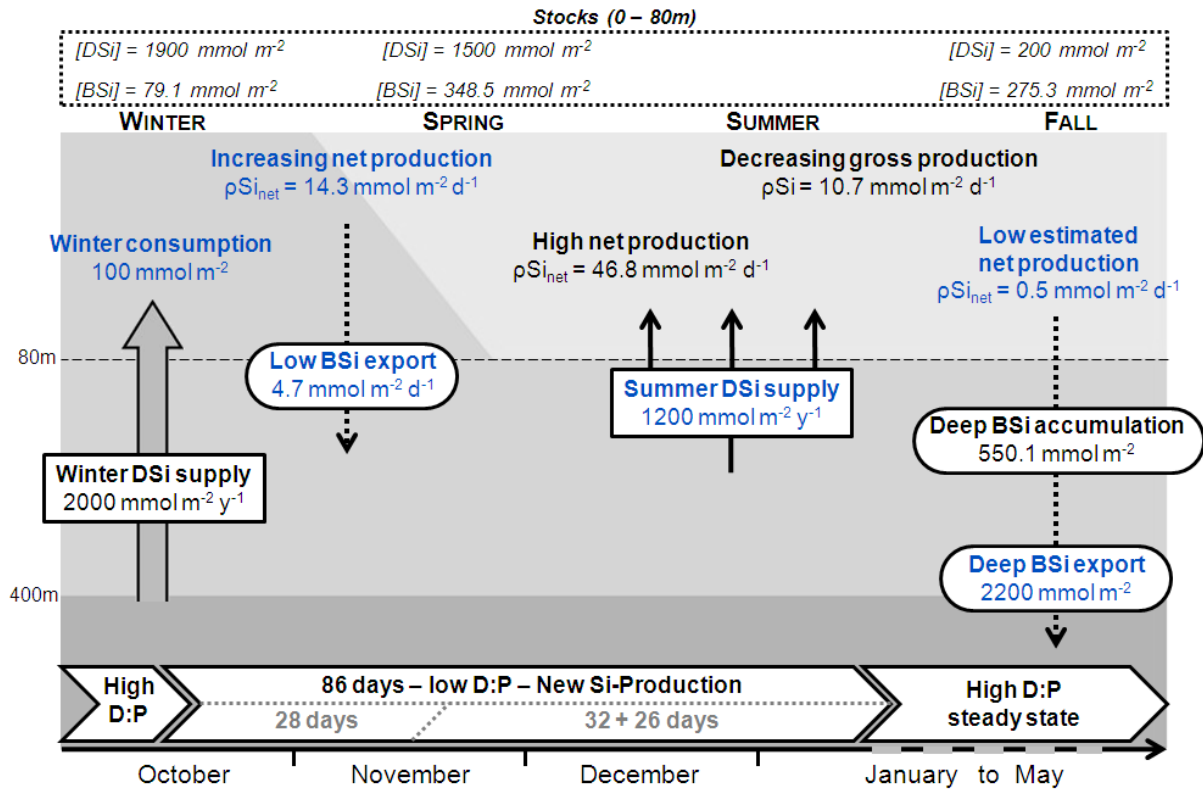 Stocks (0 – 80m)
[DSi] = 1900 mmol m-2
[DSi] = 1500 mmol m-2
[DSi] = 200 mmol m-2
[BSi] = 79.1 mmol m-2
[BSi] = 348.5 mmol m-2
[BSi] = 275.3 mmol m-2
WINTER
SPRING
SUMMER
FALL
Increasing net production
ρSinet = 14.3 mmol m-2 d-1
Decreasing gross production
ρSi = 10.7 mmol m-2 d-1
Winter consumption
100 mmol m-2
High net production
ρSinet = 46.8 mmol m-2 d-1
Low estimated
net production
ρSinet = 0.5 mmol m-2 d-1
80m
Low BSi export
4.7 mmol m-2 d-1
Summer DSi supply
1200 mmol m-2 y-1
Deep BSi accumulation
550.1 mmol m-2
Winter DSi supply
2000 mmol m-2 y-1
Deep BSi export
2200 mmol m-2
400m
High
D:P
86 days – low D:P – New Si-Production
28 days
32 + 26 days
High D:P
steady state
October
November
December
January to May